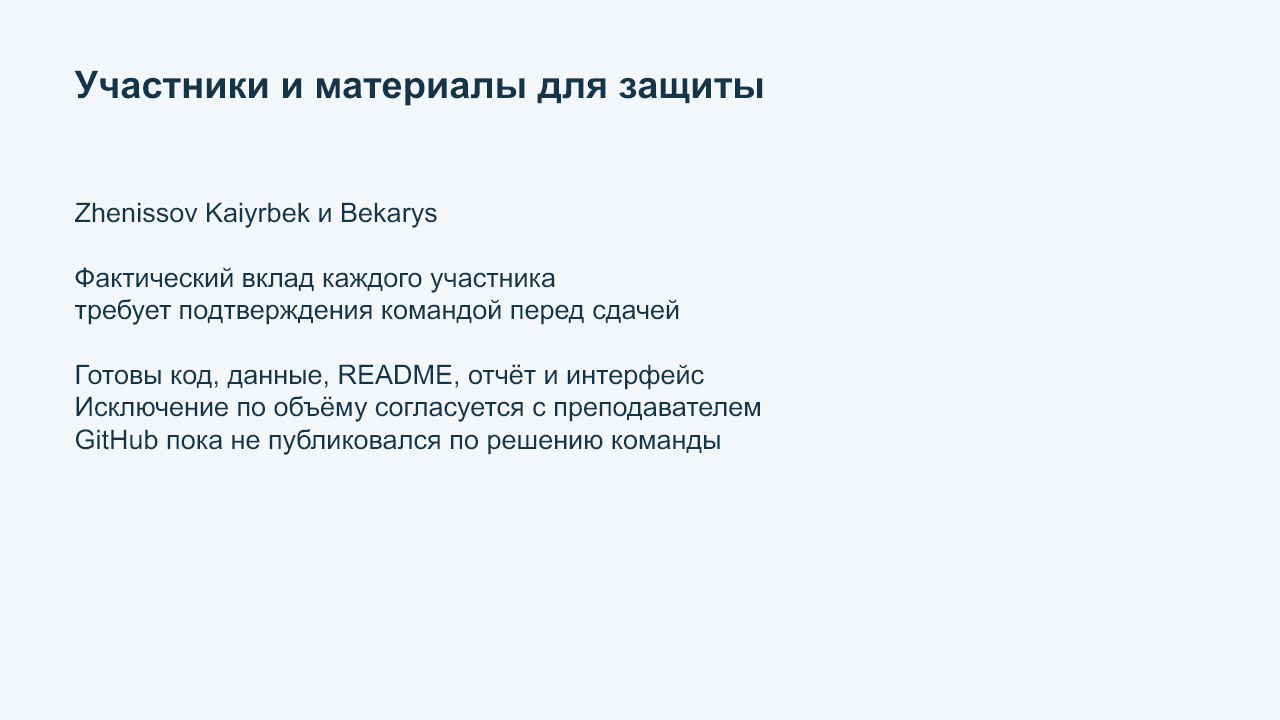 Участники и материалы для защиты
Zhenissov Kaiyrbek и Bekarys
Фактический вклад каждого участника
требует подтверждения командой перед сдачей
Готовы код, данные, README, отчёт и интерфейс
Исключение по объёму согласуется с преподавателем
GitHub пока не публиковался по решению команды